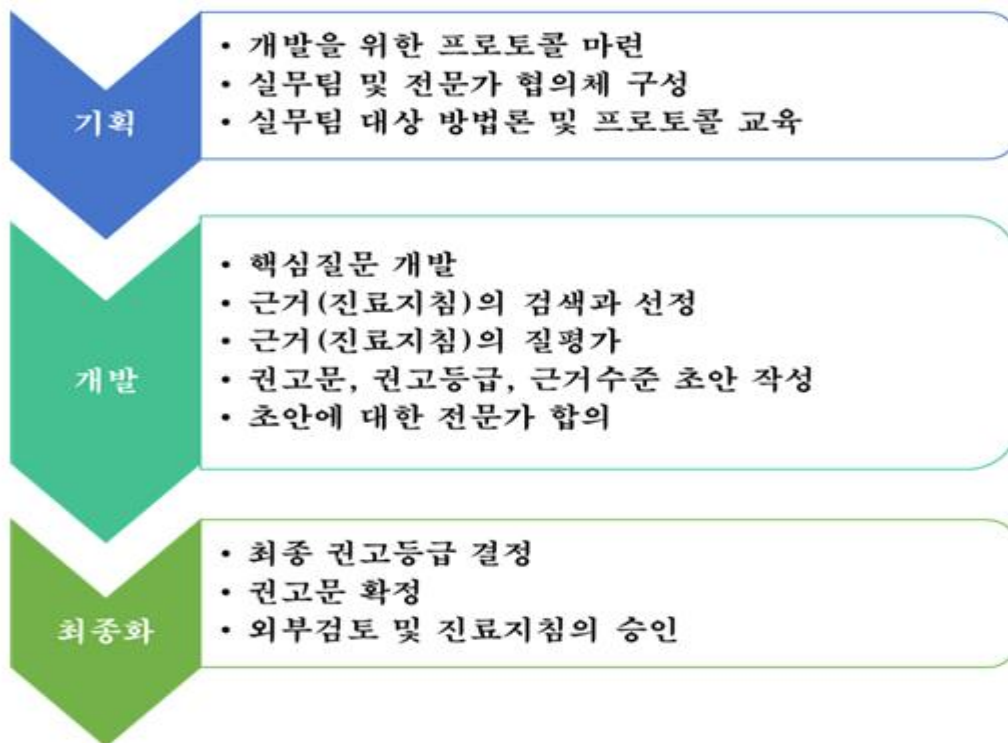 기획
• 개발을 위한 프로토콜 마련
• 실무팀 및 전문가 협의체 구성
• 실무팀 대상 방법론 및 프로토콜 교육
개발
• 핵심질문 개발
• 근거(진료지침)의 검색과 선정
• 근거(진료지침)의 질평가
• 권고문, 권고등급, 근거수준 초안 작성
• 초안에 대한 전문가 합의
최종화
• 최종 권고등급 결정
• 권고문 확정
• 외부검토 및 진료지침의 승인